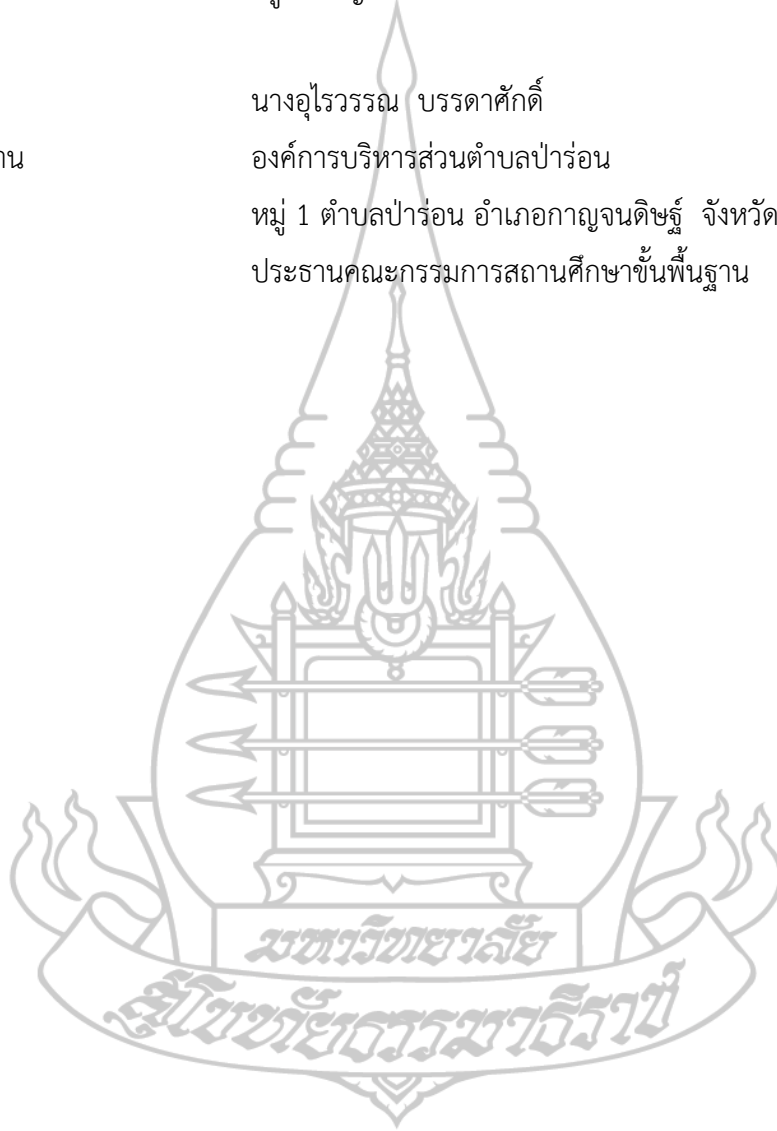 นางอุไรวรรณ บรรดาศักดิ์
องค์การบริหารส่วนตำบลป่าร่อน
หมู่ 1 ตำบลป่าร่อน อำเภอกาญจนดิษฐ์ จังหวัด
ประธานคณะกรรมการสถานศึกษาขั้นพื้นฐาน
มหาวิทยาลัย
สุโขทัยธรรมาธิราช